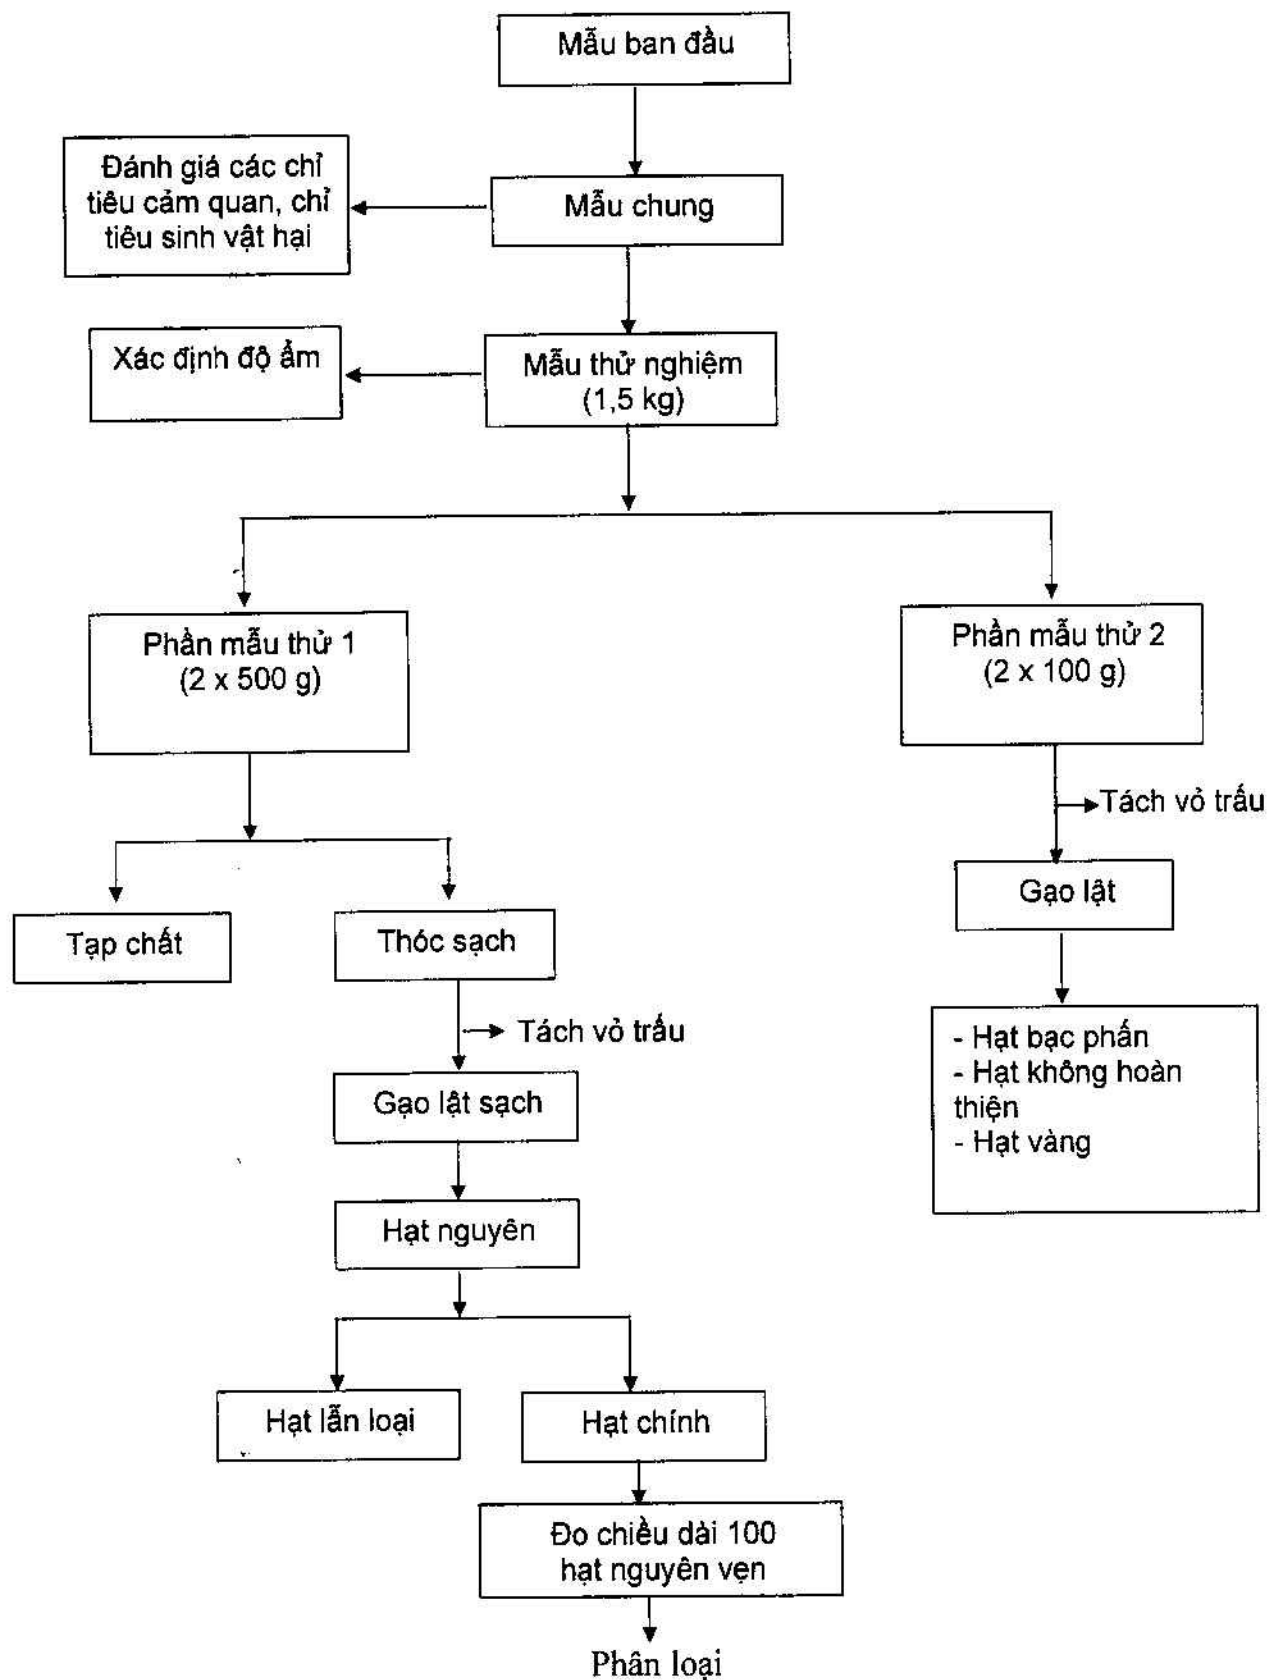 Mẫu ban đầu
Đánh giá các chỉ
tiêu cảm quan, chỉ
tiêu sinh vật hại
Mẫu chung
Xác định độ ẩm
Mẫu thử nghiệm
(1,5 kg)
Phần mẫu thử 1
(2 x 500 g)
Phần mẫu thử 2
(2 x 100 g)
Tách vỏ trấu
Gạo lật
Tạp chất
Thóc sạch
Tách vỏ trấu
Gạo lật sạch
- Hạt bạc phấn
- Hạt không hoàn
thiện
- Hạt vàng
Hạt nguyên
Hạt lẫn loại
Hạt chính
Đo chiều dài 100
hạt nguyên vẹn
Phân loại